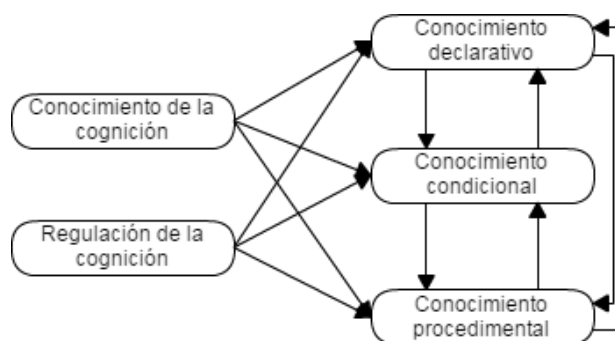 Conocimiento
declarativo
Conocimiento de la
cognición
Conocimiento
condicional
Regulación de la
cognición
Conocimiento
procedimental